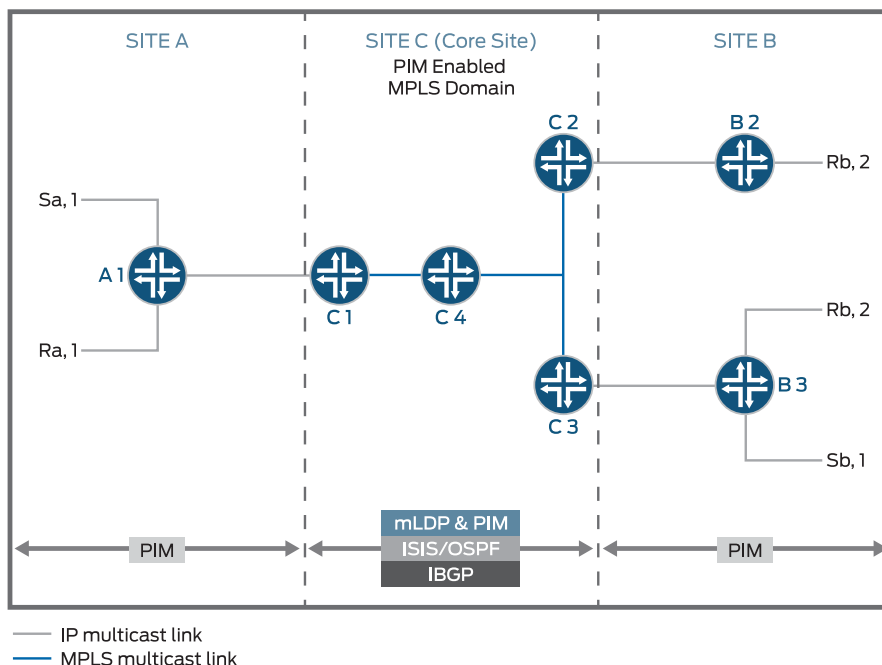 SITE A
SITE C (Core Site)
PIM Enabled
MPLS Domain
SITE B
C 2
B 2
Rb, 2
Sa, 1
A 1
C 1
C 4
Ra, 1
Rb, 2
B 3
C 3
Sb, 1
mLDP & PIM
PIM
ISIS/OSPF
PIM
IBGP
IP multicast link
MPLS multicast link